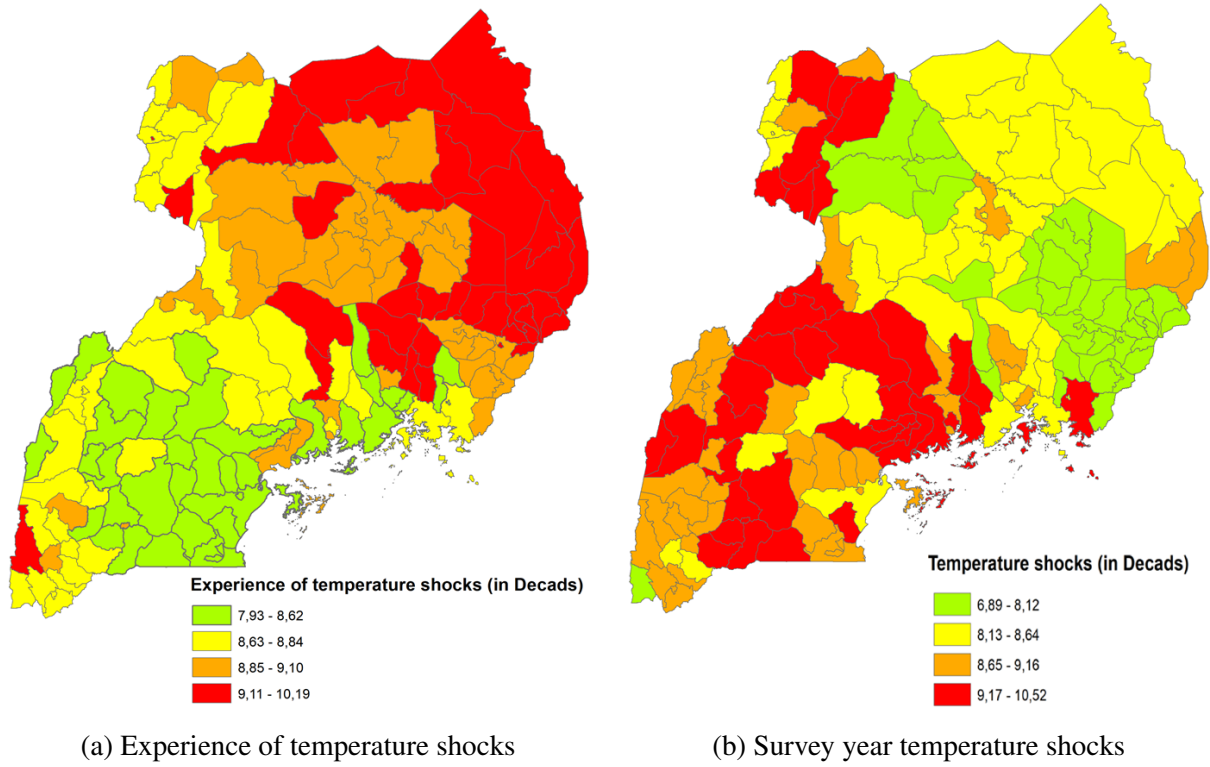 Experience of temperature shocks (in Decads)
7,93 - 8,62
8,63 - 8,84
8,85 - 9,10
9,11 - 10,19
Temperature shocks (in Decads)
6,89 - 8,12
8,13 - 8,64
8,65 - 9,16
9,17 - 10,52
(a) Experience of temperature shocks
(b) Survey year temperature shocks